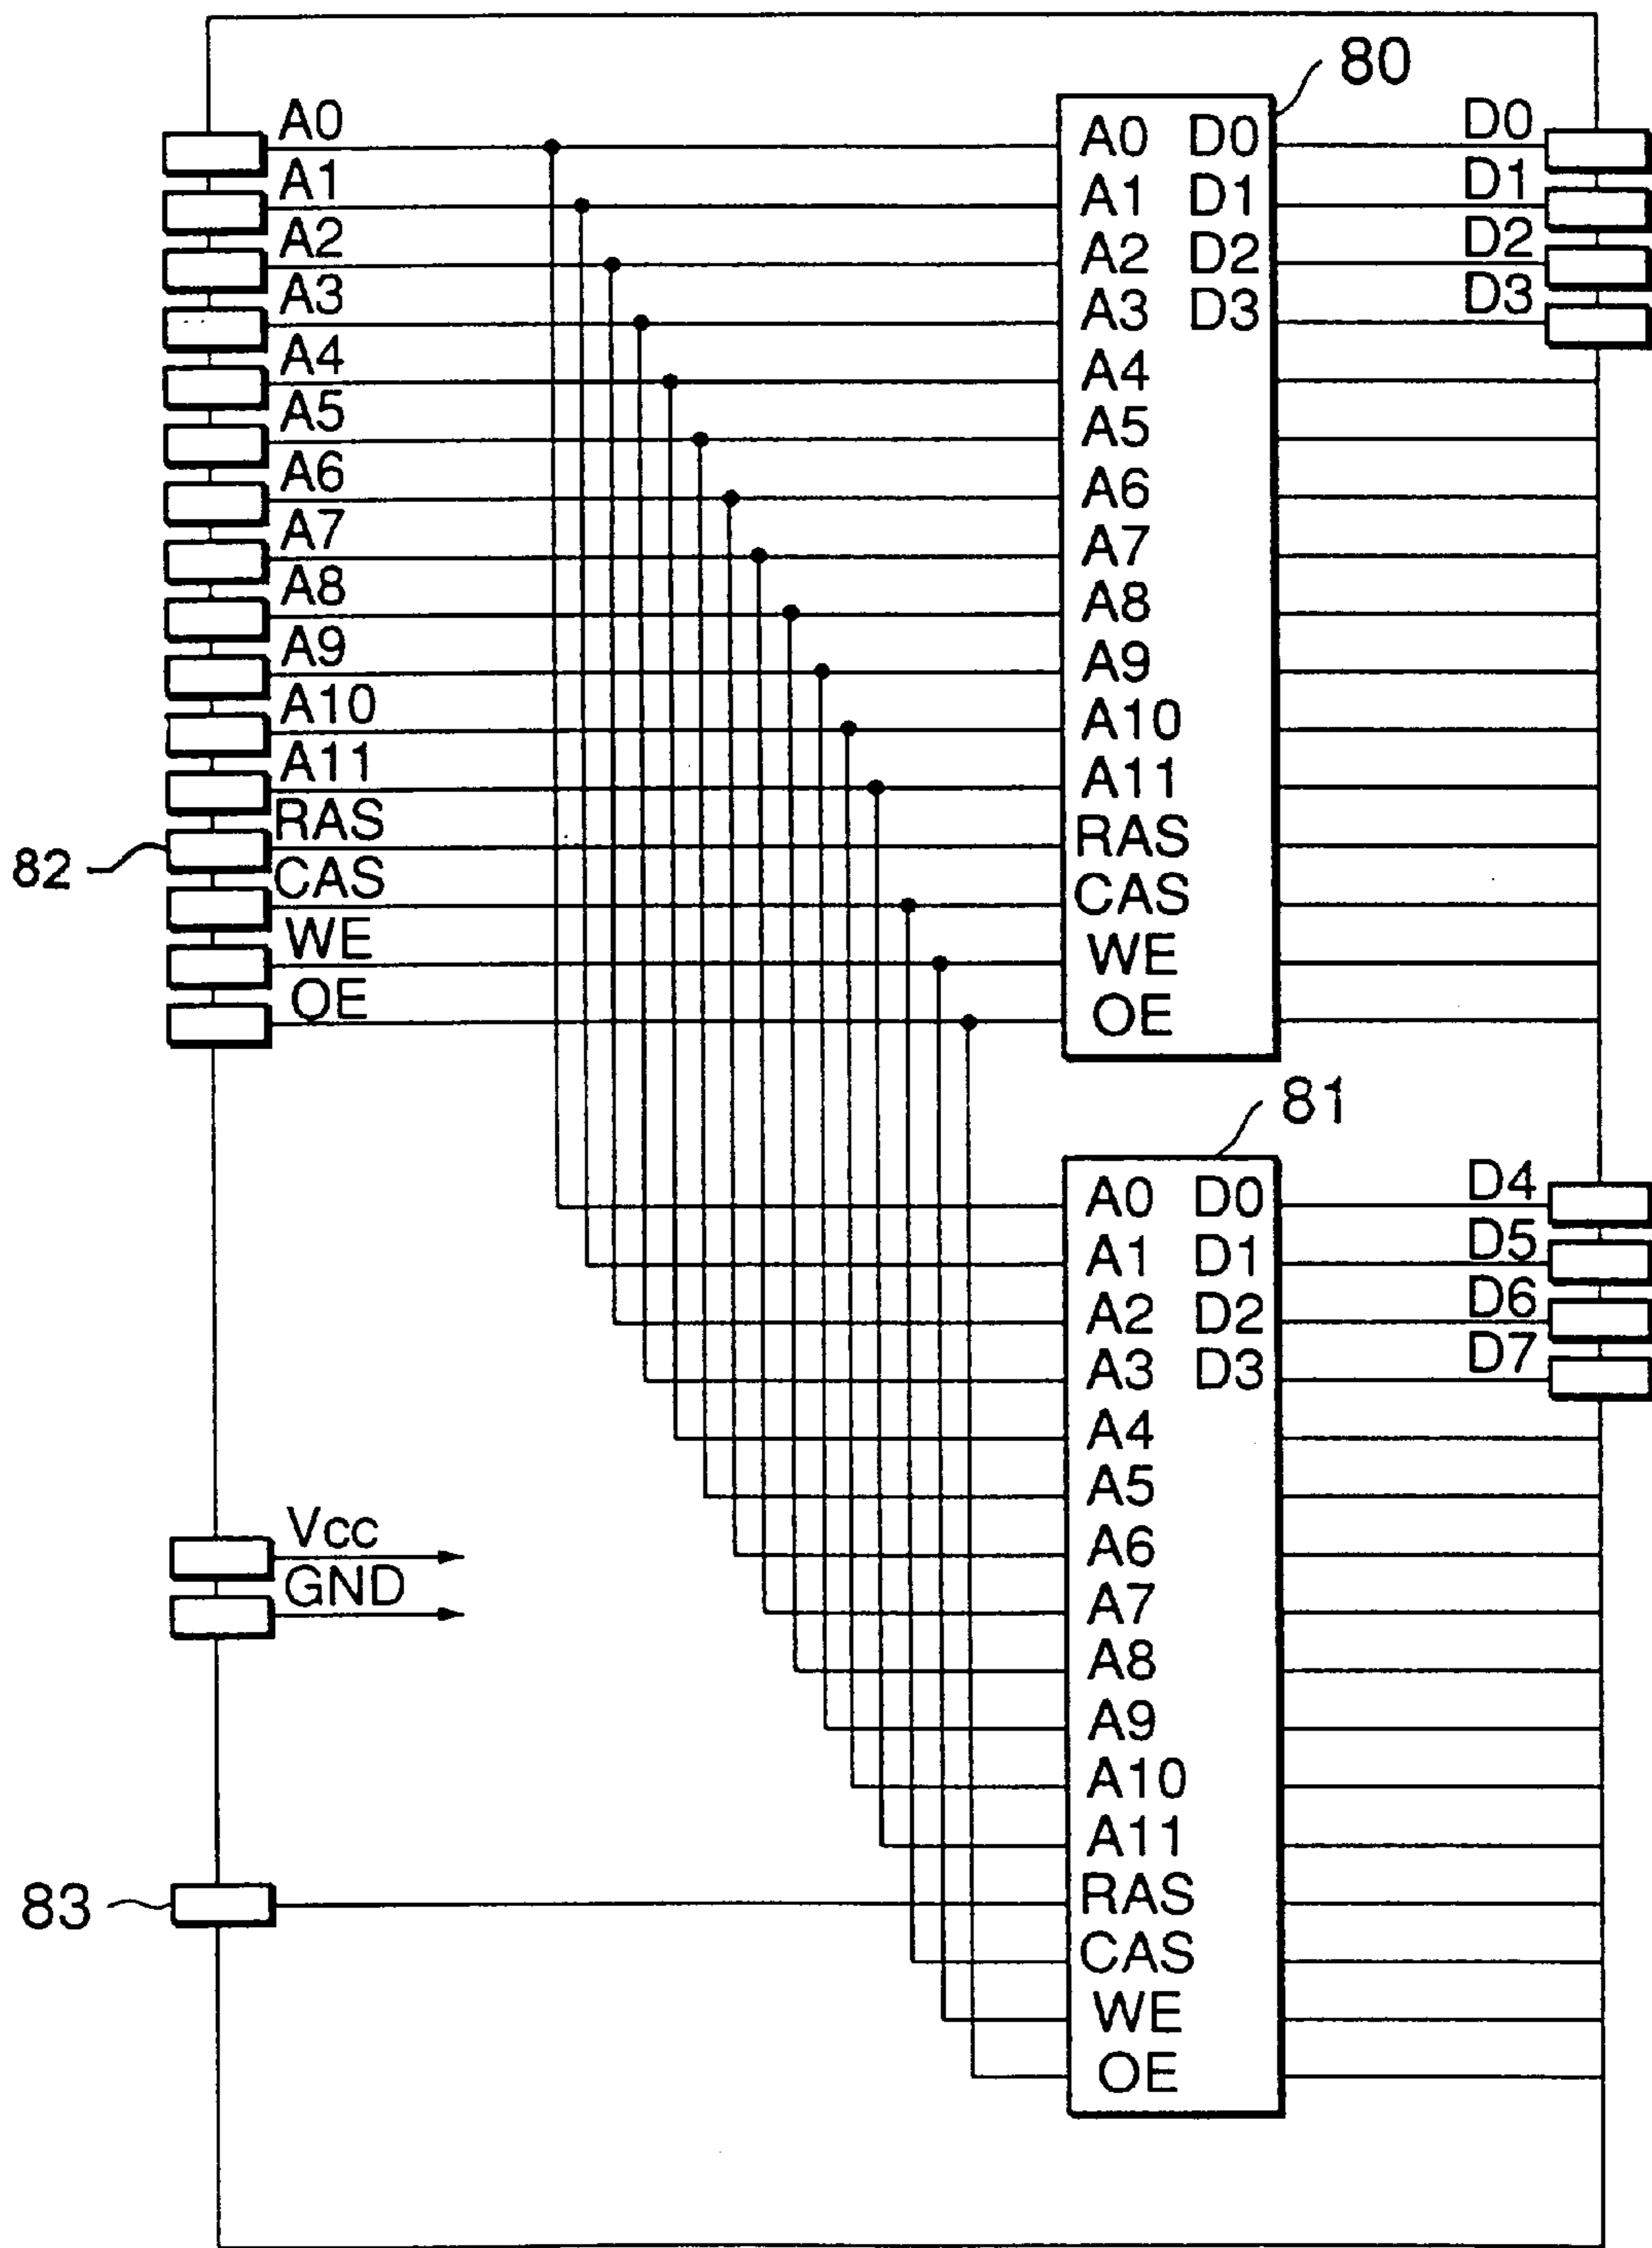 80
A0 A0 D0 D0
A1 A1 D1 D1
A2 A2 D2 D2
A3 A3 D3 D3
A4 A4
A5 A5
A6 A6
A7 A7
A8 A8
A9 A9
A10 A10
A11 A11
RAS RAS
82
CAS CAS
WE WE
OE OE
81
A0 D0 D4
A1 D1 D5
A2 D2 D6
A3 D3 D7
A4
A5
Vcc
A6
GND
A7
A8
A9
A10
A11
83 RAS
CAS
WE
OE